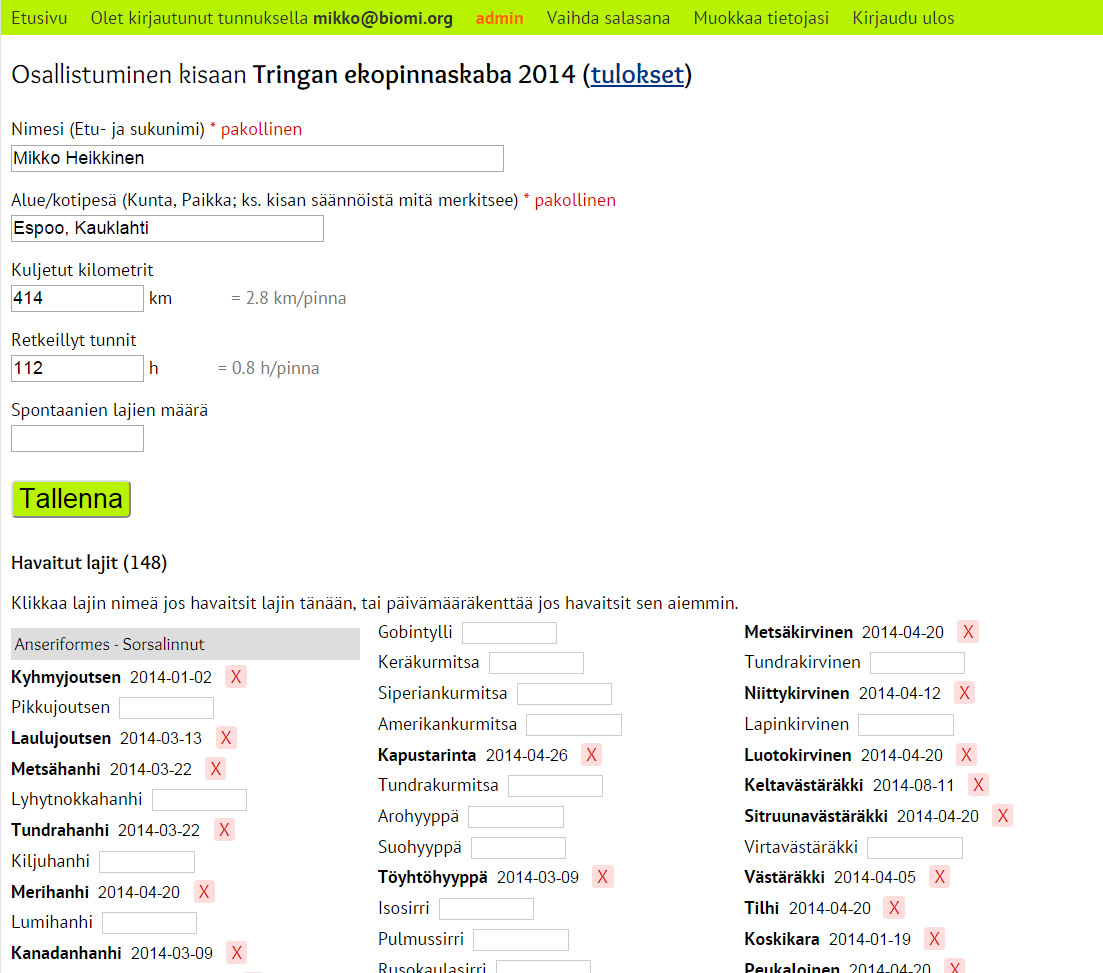 Etusivu Olet kirjautunut tunnuksella mikko@biomi.org admin Vaihda salasana Muokkaa tietojasi Kirjaudu ulos
Osallistuminen kisaan Tringan ekopinnaskaba 2014 (tulokset)
Nimesi (Etu- ja sukunimi) * pakollinen
Mikko Heikkinen
Alue/kotipesä (Kunta, Paikka; ks. kisan säännöistä mitä merkitsee) * pakollinen
Espoo, Kauklahti
Kuljetut kilometrit
414 km = 2.8 km/pinna
Retkeillyt tunnit
112 h = 0.8 h/pinna
Spontaanien lajien määrä
Tallenna
Havaitut lajit (148)
Klikkaa lajin nimeä jos havaitsit lajin tänään, tai päivämääräkenttää jos havaitsit sen aiemmin.
Anseriformes - Sorsalinnut
Kyhmyjoutsen 2014-01-02 X
Pikkujoutsen
Laulujoutsen 2014-03-13 X
Metsähanhi 2014-03-22 X
Lyhytnokkahanhi
Tundrahanhi 2014-03-22 X
Kiljuhanhi
Merihanhi 2014-04-20 X
Lumihanhi
Kanadanhanhi 2014-03-09 X
Gobintylli
Keräkurmitsa
Siperiankurmitsa
Amerikankurmitsa
Kapustarinta 2014-04-26 X
Tundrakurmitsa
Arohyyppä
Suohyyppä
Töyhtöhyyppä 2014-03-09 X
Isosirri
Pulmussirri
Rusokaulasirri
Metsäkirvinen 2014-04-20 X
Tundrakirvinen
Niittykirvinen 2014-04-12 X
Lapinkirvinen
Luotokirvinen 2014-04-20 X
Keltavästäräkki 2014-08-11 X
Sitruunavästäräkki 2014-04-20 X
Virtavästäräkki
Västäräkki 2014-04-05 X
Tilhi 2014-04-20 X
Koskikara 2014-01-19 X
Peukaloinen 2014-04-20 X